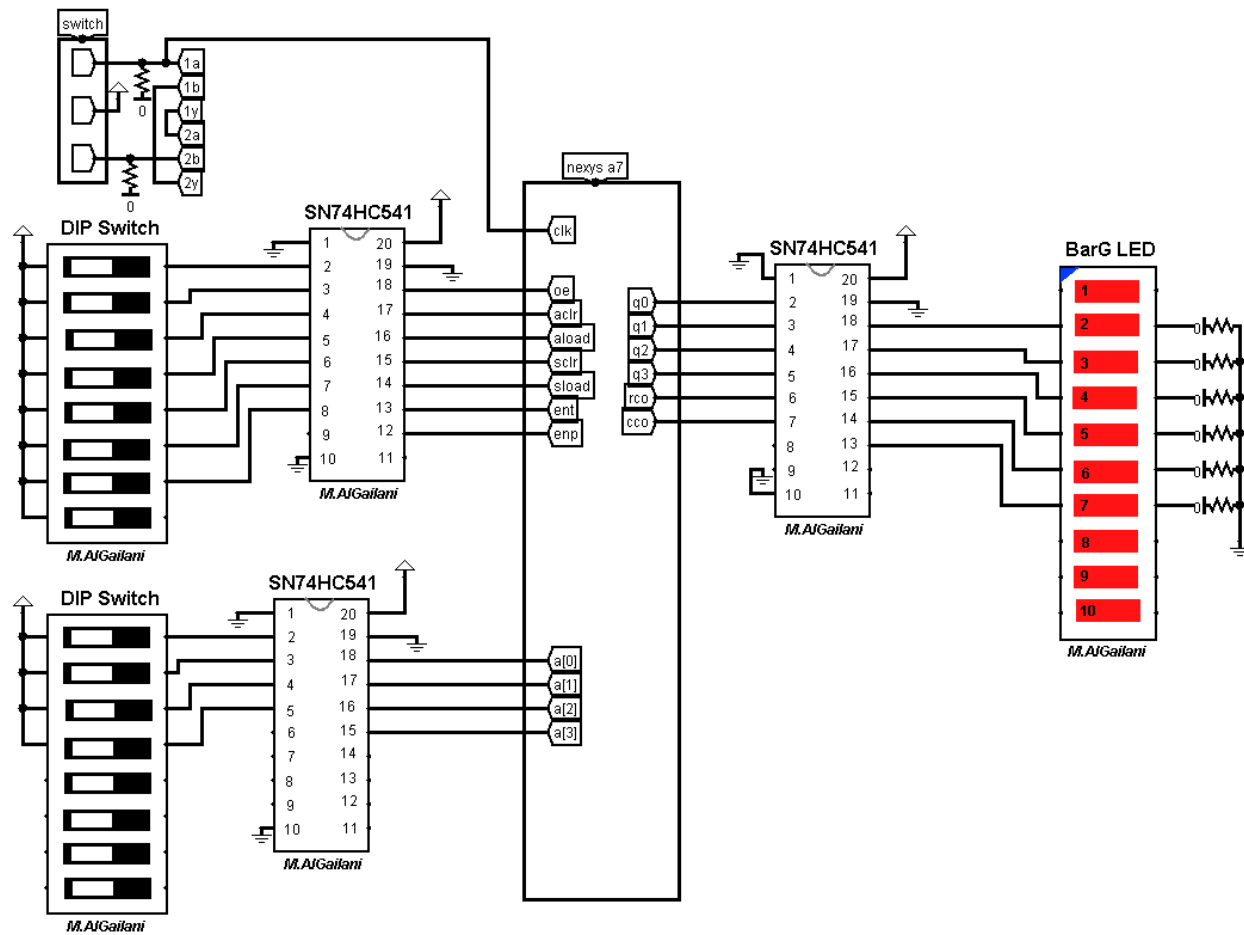 switch
1a
1b
1y
2a
2b
2y
0
0
DIP Switch
M.AlGailani
SN74HC541
1 20
2 19
3 18
4 17
5 16
6 15
7 14
8 13
9 12
10 11
M.AlGailani
nexys a7
clk
oe
aclr
aload
sclr
sload
ent
enp
q0
q1
q2
q3
rco
cco
a[0]
a[1]
a[2]
a[3]
SN74HC541
1 20
2 19
3 18
4 17
5 16
6 15
7 14
8 13
9 12
10 11
M.AlGailani
BarG LED
1
2
3
4
5
6
7
8
9
10
M.AlGailani
0
0
0
0
0
0
DIP Switch
M.AlGailani
SN74HC541
1 20
2 19
3 18
4 17
5 16
6 15
7 14
8 13
9 12
10 11
M.AlGailani